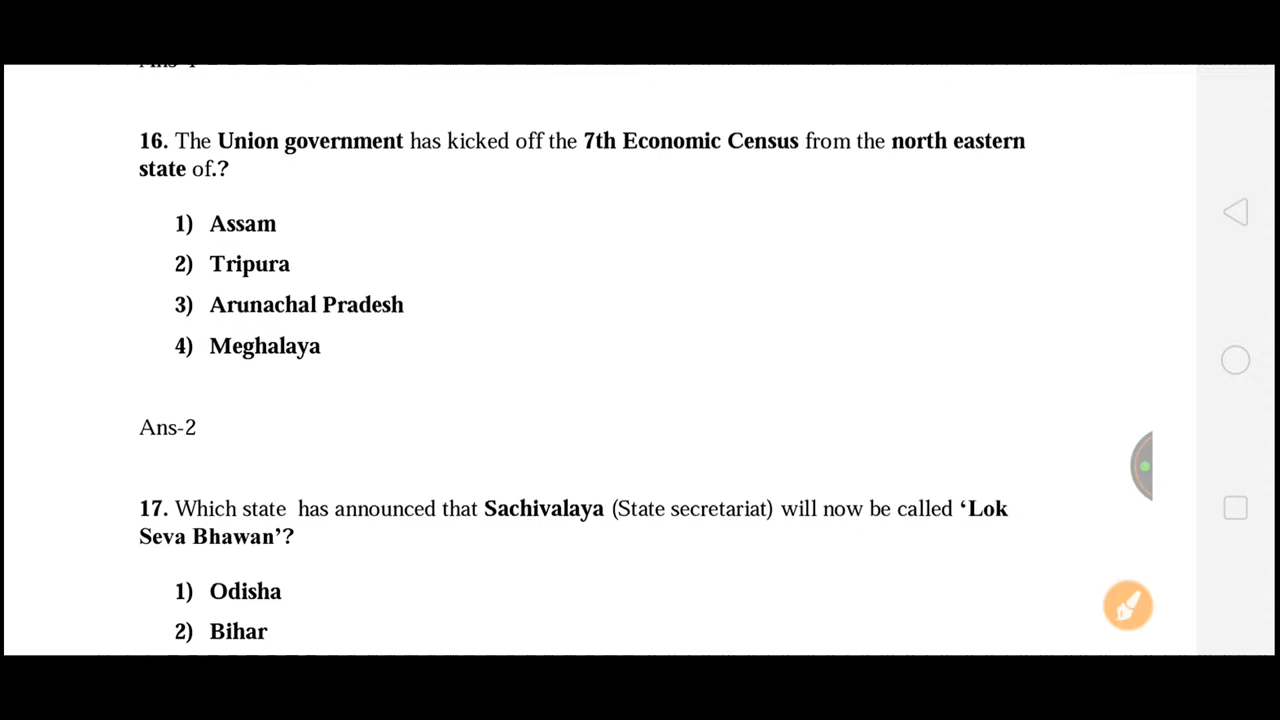 16. The Union government has kicked off the 7th Economic Census from the north eastern
state of.?
1) Assam
2) Tripura
3) Arunachal Pradesh
4) Meghalaya
Ans-2
17. Which state has announced that Sachivalaya (State secretariat) will now be called ‘Lok
Seva Bhawan’?
1) Odisha
2) Bihar